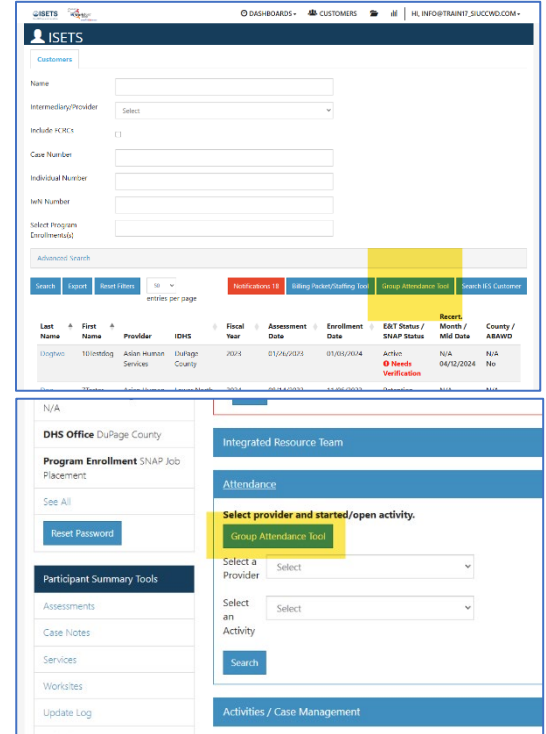 ISETS
DASHBOARDS CUSTOMERS HI, INFO@TRAIN17_SIUCCWD.COM
ISETS
Customers
Name
Intermediary/Provider Select
Include FCRCs
Case Number
Individual Number
IwN Number
Select Program
Enrollments(s)
Advanced Search
Search Export Reset Filters 10 Notifications 18 Billing Packet/Staffing Tool Group Attendance Tool Search IES Customer
entries per page
Recert.
Last First Fiscal Assessment Enrollment E&T Status / Month / County /
Name Name Provider IDHS Year Date Date SNAP Status Mid Date ABAWD
Dogtwo 1DTestdog Asian Human DuPage 2023 01/26/2023 01/03/2024 Active N/A N/A
Services County Needs 04/12/2024 No
Verification
N/A
DHS Office DuPage County
Program Enrollment SNAP Job
Placement
See All
Reset Password
Participant Summary Tools
Assessments
Case Notes
Services
Worksites
Update Log
Integrated Resource Team
Attendance
Select provider and started/open activity.
Group Attendance Tool
Select a
Provider Select
Select
an
Activity Select
Search
Activities / Case Management